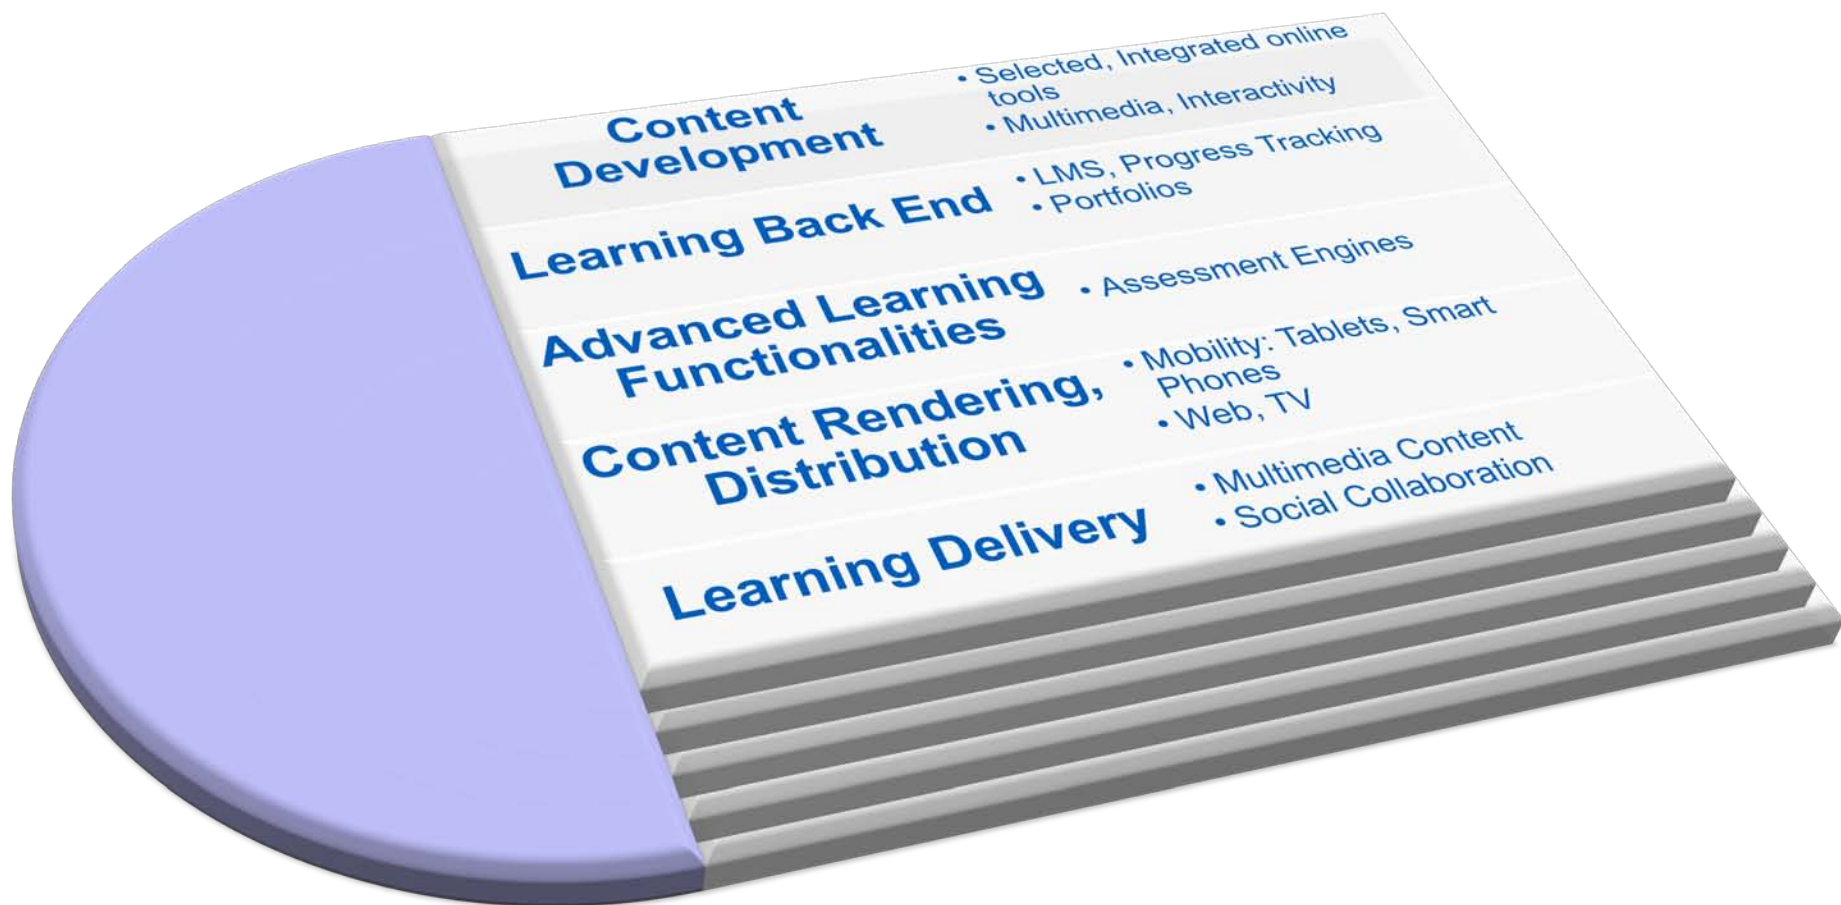 Content
Development
• Selected, Integrated online
tools
• Multimedia, Interactivity
Learning Back End
• LMS, Progress Tracking
• Portfolios
Advanced Learning
Functionalities
• Assessment Engines
Content Rendering,
Distribution
• Mobility: Tablets, Smart
Phones
• Web, TV
Learning Delivery
• Multimedia Content
• Social Collaboration